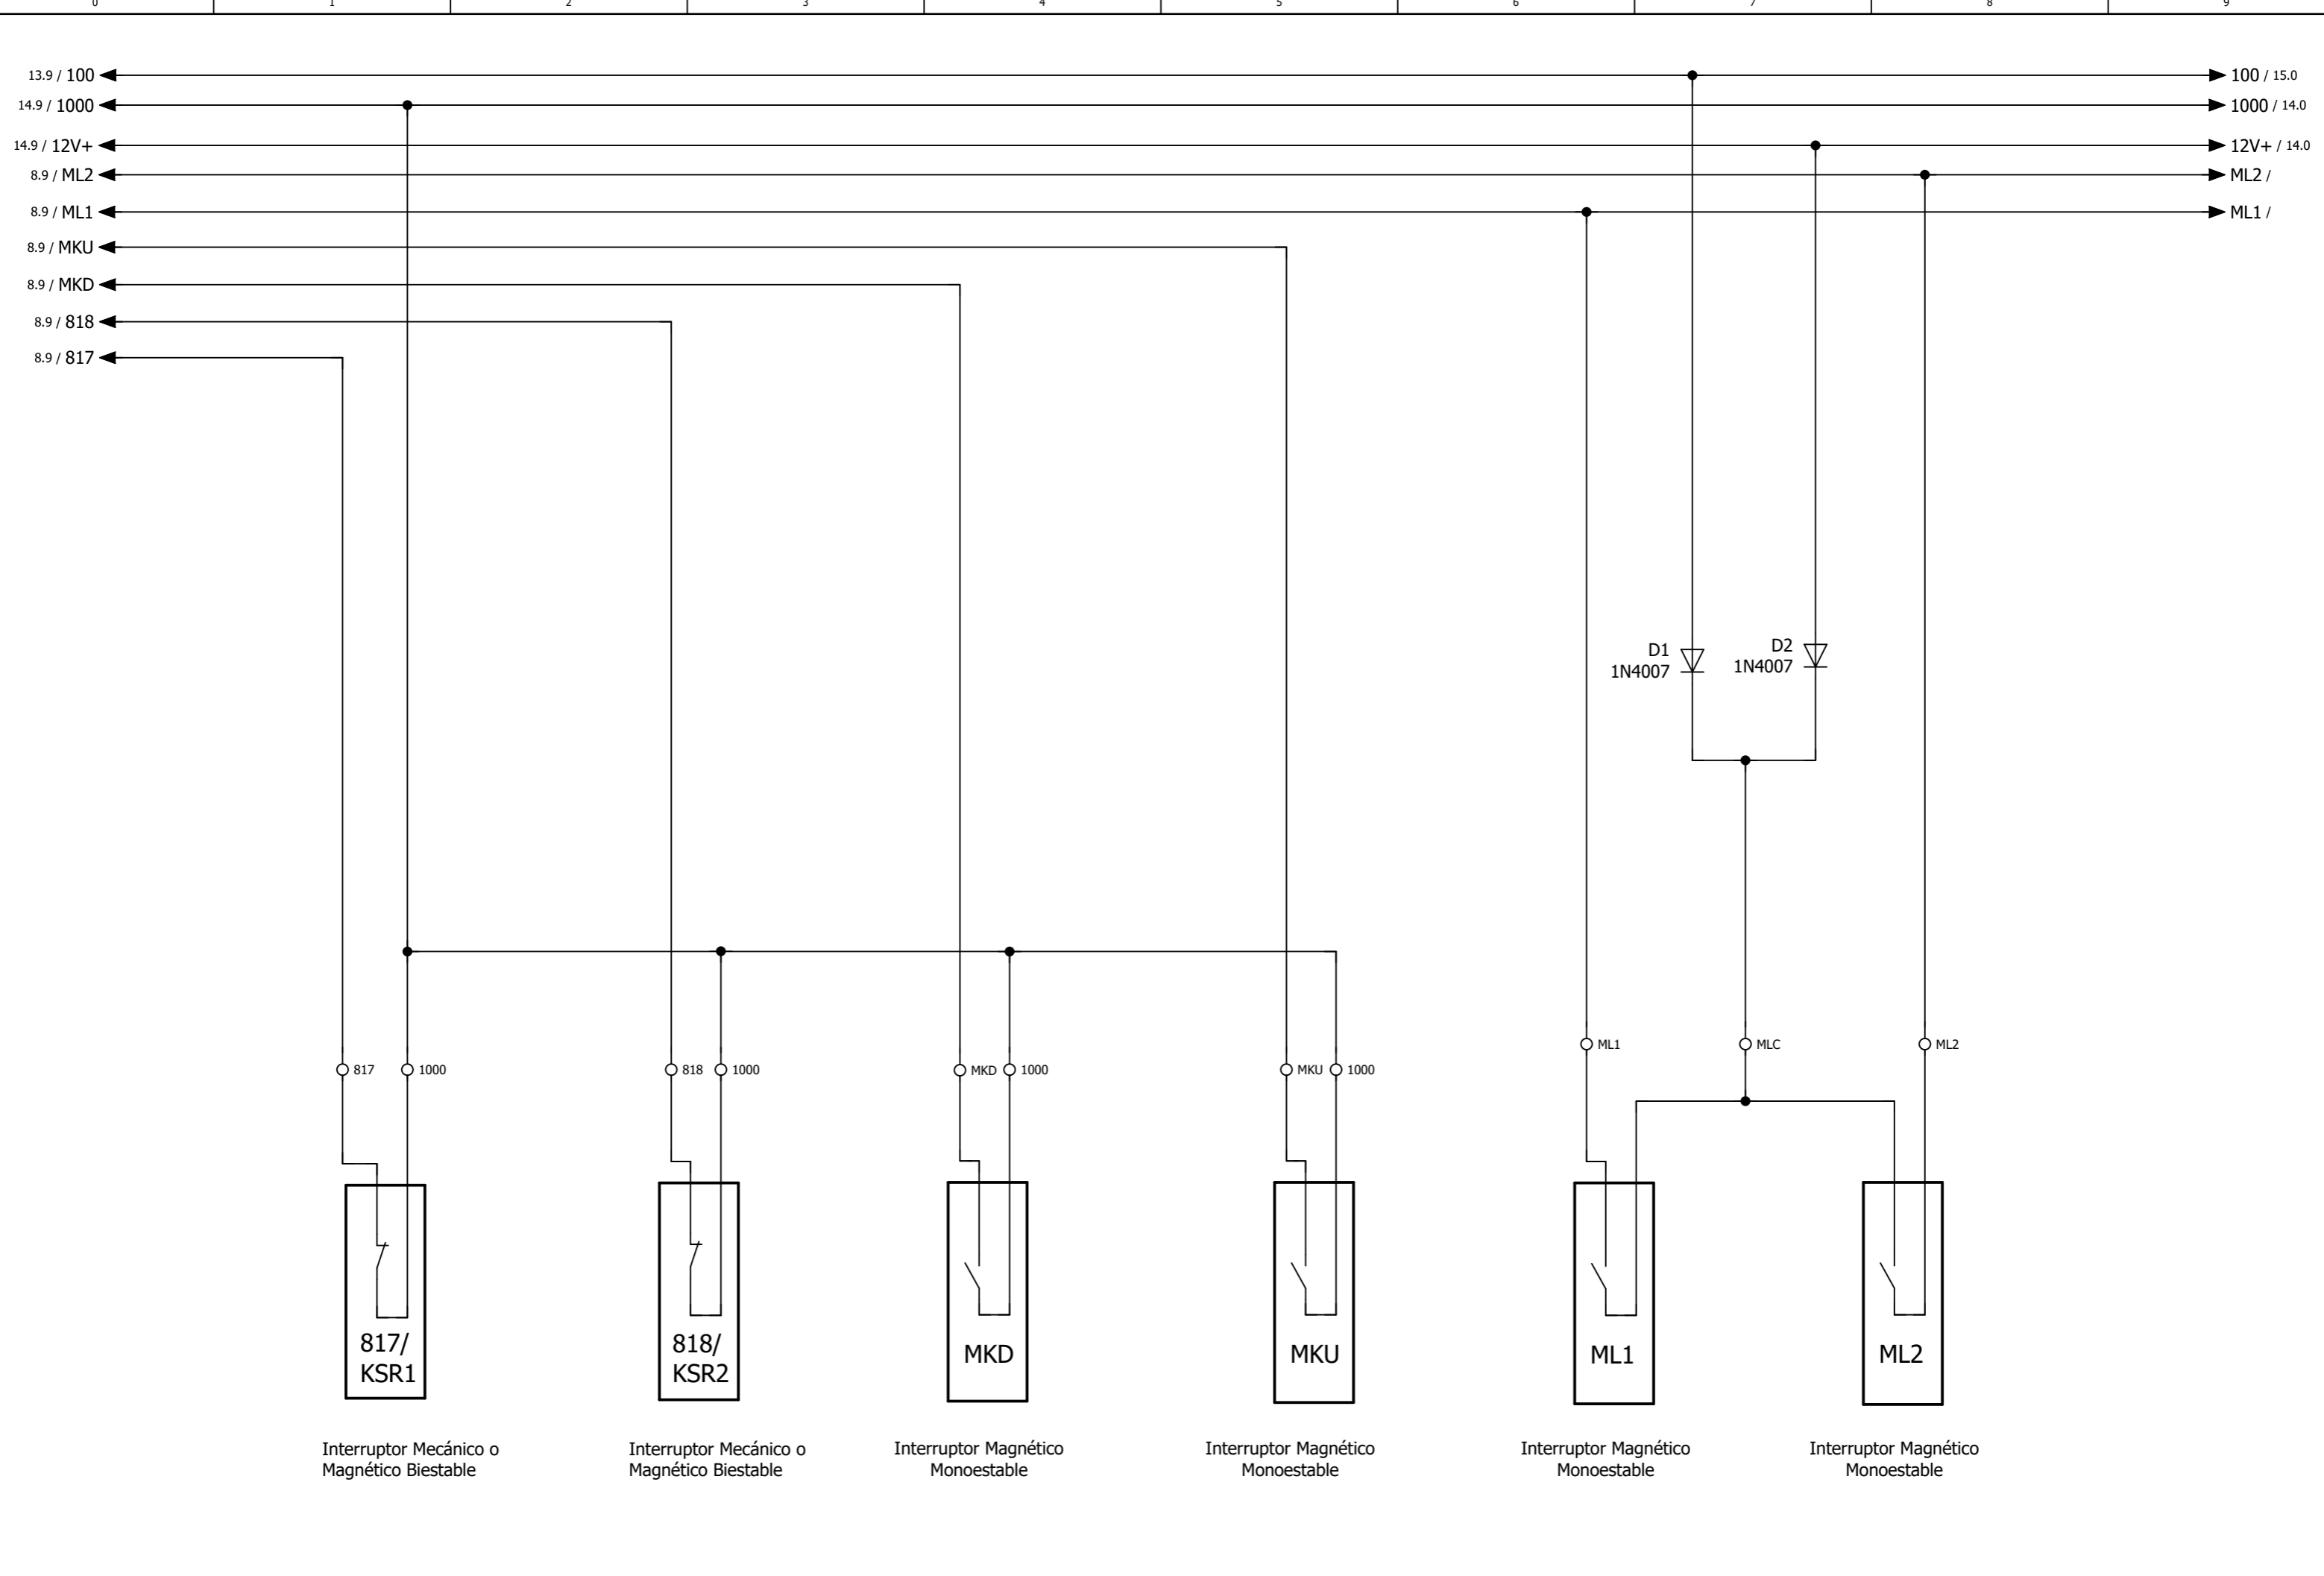 0 1 2 3 4 5 6 7 8 9
13.9 / 100
100 / 15.0
14.9 / 1000
1000 / 14.0
14.9 / 12V+
12V+ / 14.0
8.9 / ML2
ML2 /
8.9 / ML1
ML1 /
8.9 / MKU
8.9 / MKD
8.9 / 818
8.9 / 817
D1
1N4007
D2
1N4007
ML1
MLC
ML2
817
1000
818
1000
MKD
1000
MKU
1000
817/
KSR1
818/
KSR2
MKD
MKU
ML1
ML2
Interruptor Mecánico o
Magnético Biestable
Interruptor Mecánico o
Magnético Biestable
Interruptor Magnético
Monoestable
Interruptor Magnético
Monoestable
Interruptor Magnético
Monoestable
Interruptor Magnético
Monoestable